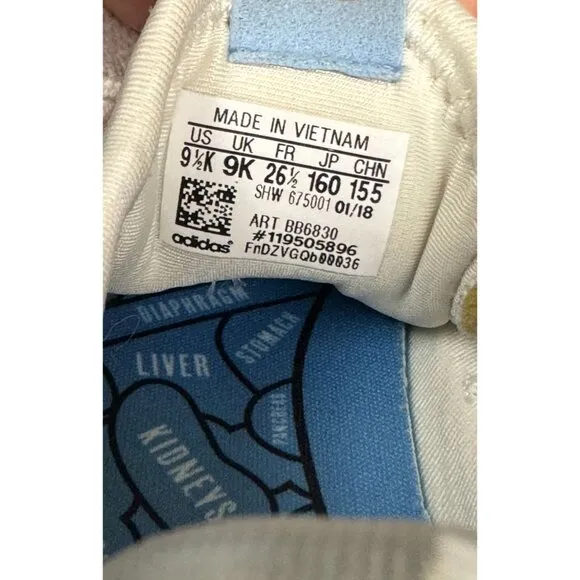 MADE IN VIETNAM
US UK FR JP CHN
9½K 9K 26½ 160 155
SHW 675001 01/18
ART BB6830
adidas #119505896
FnDZVGQb00036
DIAPHRAGM
LIVER
STOMACH
PANCREAS
KIDNEYS